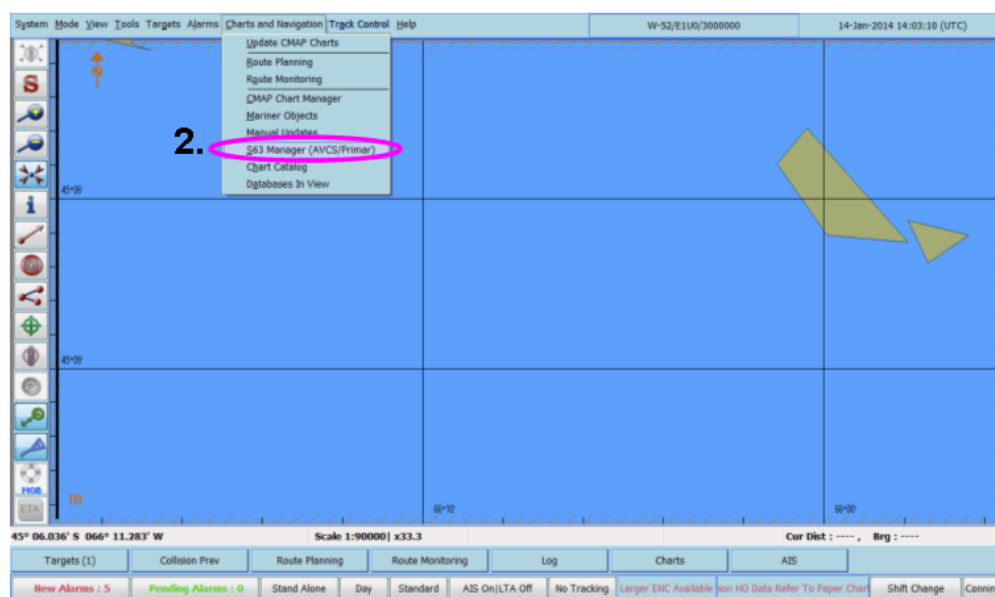 System Mode View Tools Targets Alarms Charts and Navigation Track Control Help
W-52/E1U0/3000000
14-Jan-2014 14:03:10 (UTC)
Update CMAP Charts
Route Planning
Route Monitoring
CMAP Chart Manager
Mariner Objects
Manual Updates
2.
S63 Manager (AVCS/Primar)
Chart Catalog
Databases In View
N
S
i
MOB
ETA
m
66°10'
66°00'
45° 06.036' S 066° 11.283' W
Scale 1:90000| x33.3
Cur Dist : ---- , Brg : ----
Targets (1)
Collision Prev
Route Planning
Route Monitoring
Log
Charts
AIS
New Alarms : 5
Pending Alarms : 0
Stand Alone
Day
Standard
AIS On|LTA Off
No Tracking
Larger ENC Available
on HO Data Refer To Paper Chart
Shift Change
Connin